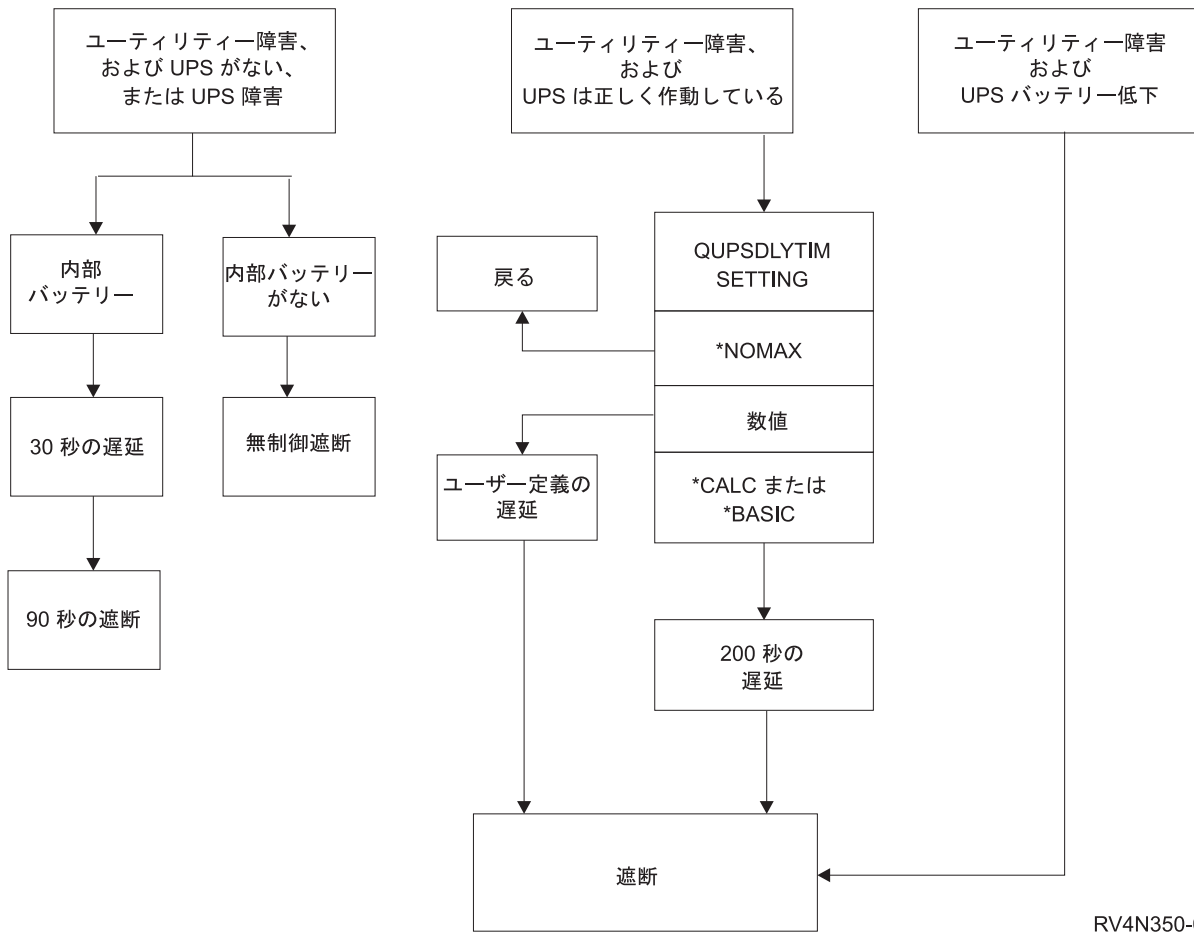 ユーティリティー障害、
および UPS がない、
または UPS 障害
ユーティリティー障害、
および
UPS は正しく作動している
ユーティリティー障害
および
UPS バッテリー低下
内部
バッテリー
内部バッテリー
がない
戻る
QUPSDLYTIM
SETTING
*NOMAX
数値
*CALC または
*BASIC
30 秒の遅延
無制御遮断
ユーザー定義の
遅延
90 秒の遮断
200 秒の
遅延
遮断